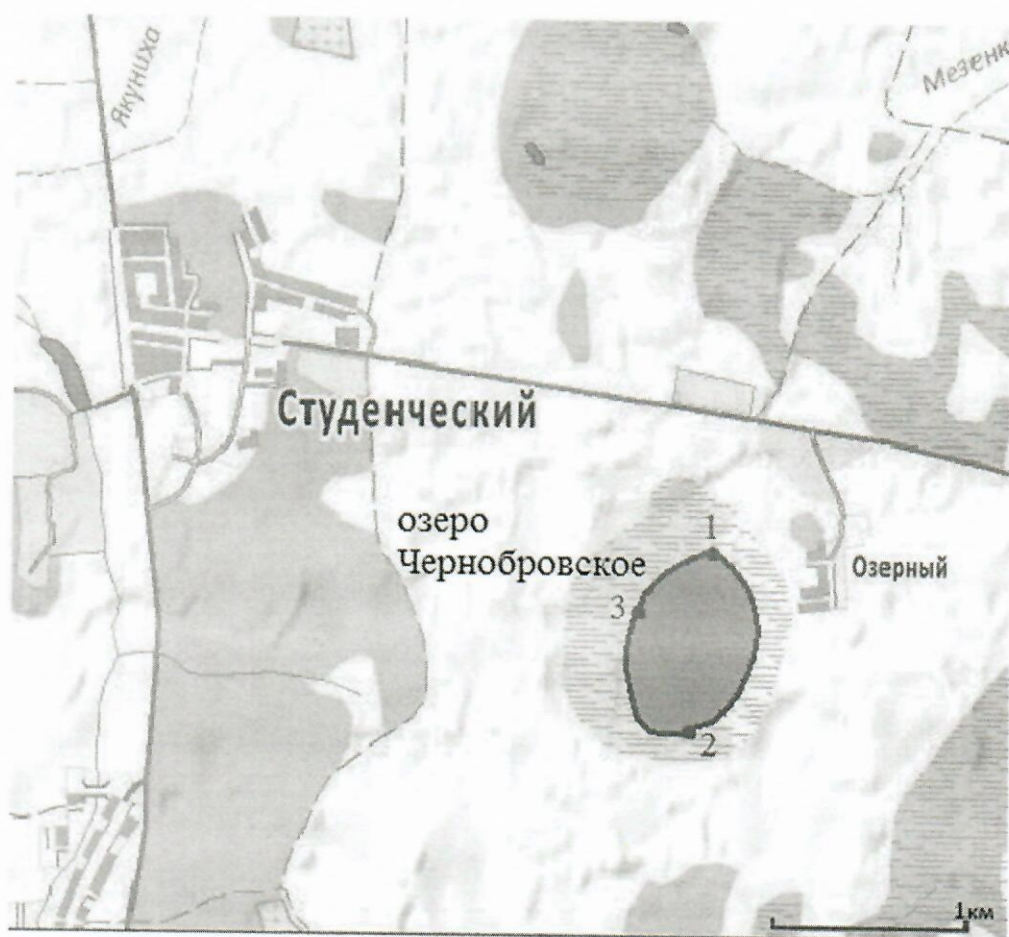 Якуниха
Мезенк
Студенческий
озеро
Чернобровское
1
Озерный
3
2
1км